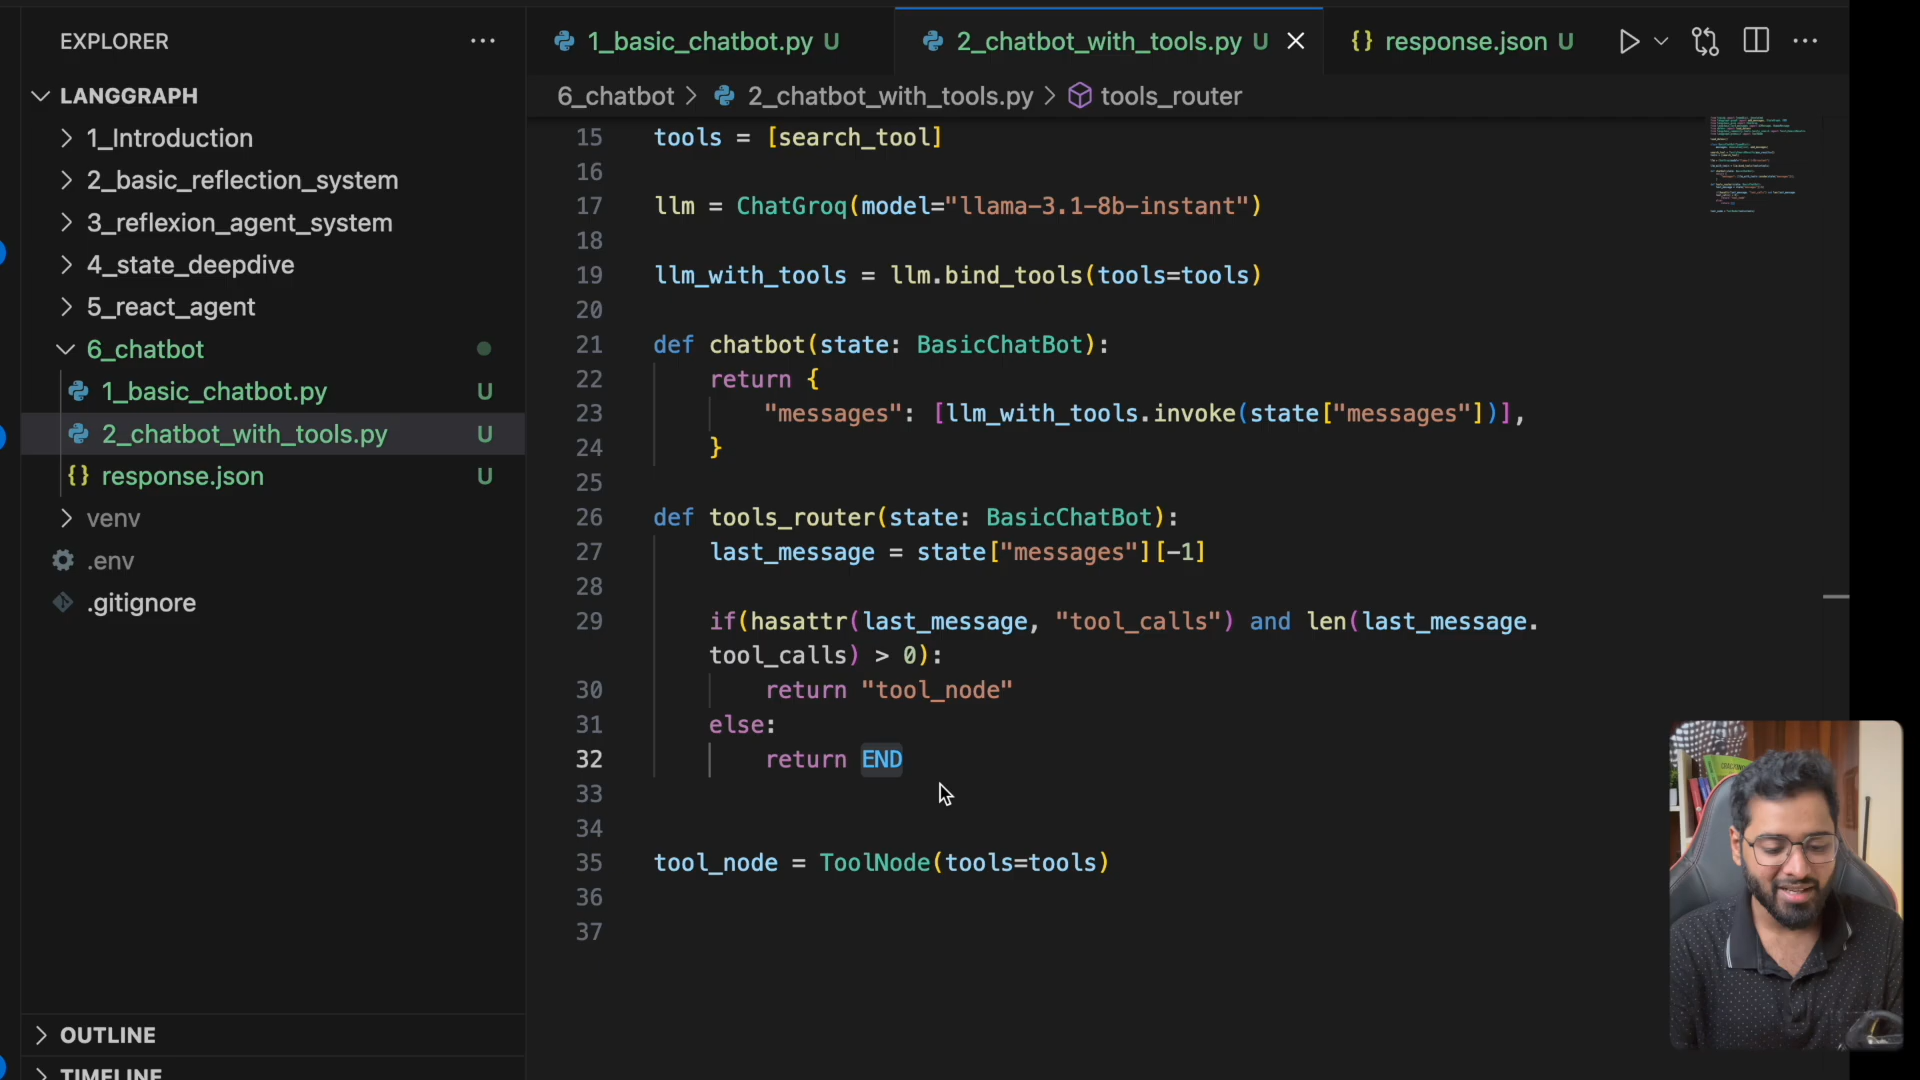 EXPLORER
LANGGRAPH
1_Introduction
2_basic_reflection_system
3_reflexion_agent_system
4_state_deepdive
5_react_agent
6_chatbot
1_basic_chatbot.py U
2_chatbot_with_tools.py U
response.json U
venv
.env
.gitignore
OUTLINE
TIMELINE
1_basic_chatbot.py U
2_chatbot_with_tools.py U
response.json U
6_chatbot > 2_chatbot_with_tools.py > tools_router
15 tools = [search_tool]
16
17 llm = ChatGroq(model="llama-3.1-8b-instant")
18
19 llm_with_tools = llm.bind_tools(tools=tools)
20
21 def chatbot(state: BasicChatBot):
22 return {
23 "messages": [llm_with_tools.invoke(state["messages"])],
24 }
25
26 def tools_router(state: BasicChatBot):
27 last_message = state["messages"][-1]
28
29 if(hasattr(last_message, "tool_calls") and len(last_message.
tool_calls) > 0):
30 return "tool_node"
31 else:
32 return END
33
34
35 tool_node = ToolNode(tools=tools)
36
37